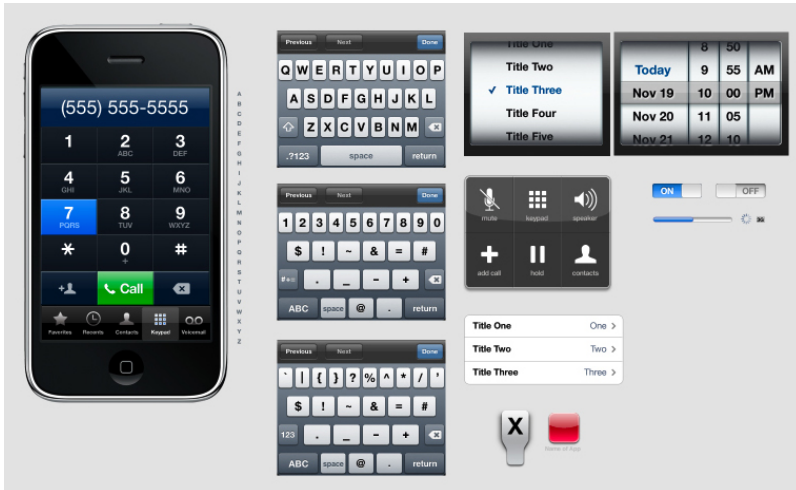 (555) 555-5555
1 2 3
ABC DEF
4 5 6
GHI JKL MNO
7 8 9
PQRS TUV WXYZ
* 0 #
+
+ Call
Favorites Recents Contacts Keypad Voicemail
A
B
C
D
E
F
G
H
I
J
K
L
M
N
O
P
Q
R
S
T
U
V
W
X
Y
Z
Previous Next Done
Q W E R T Y U I O P
A S D F G H J K L
Z X C V B N M
.?123 space return
Previous Next Done
1 2 3 4 5 6 7 8 9 0
$ ! ~ & = #
#+= . _ - +
ABC space @ . return
Previous Next Done
` | { } ? % ^ * / '
$ ! ~ & = #
123 . _ - +
ABC space @ . return
Title One
Title Two
✓ Title Three
Title Four
Title Five
8 50
Today 9 55 AM
Nov 19 10 00 PM
Nov 20 11 05
Nov 21 12 10
mute keypad speaker
add call hold contacts
ON OFF
3G
Title One One >
Title Two Two >
Title Three Three >
X
Name of App